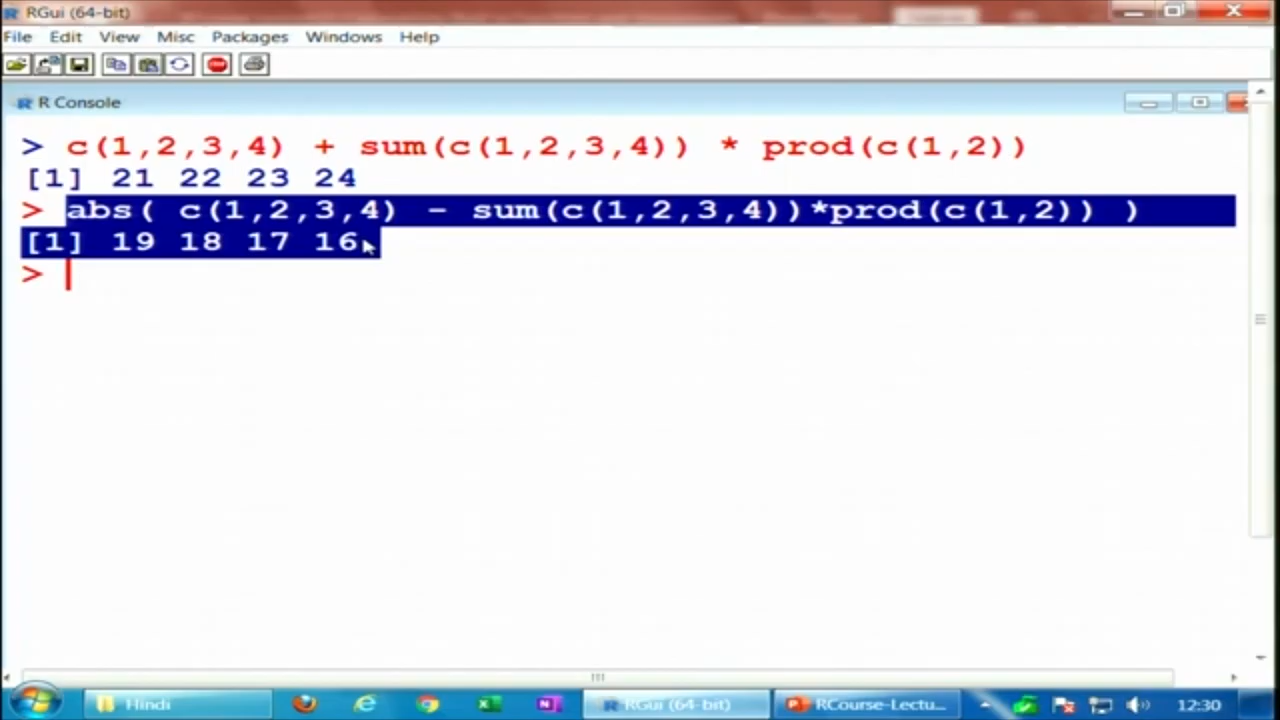 RGui (64-bit)
File Edit View Misc Packages Windows Help
STOP
R Console
> c(1,2,3,4) + sum(c(1,2,3,4)) * prod(c(1,2))
[1] 21 22 23 24
> abs( c(1,2,3,4) - sum(c(1,2,3,4))*prod(c(1,2)) )
[1] 19 18 17 16
>
Hindi RGui (64-bit) RCourse-Lectu... 12:30